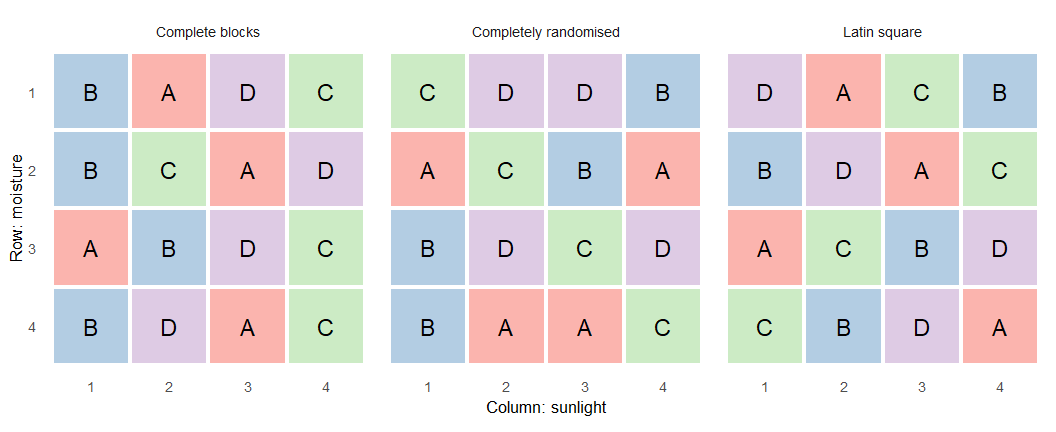 Complete blocks Completely randomised Latin square
1 B A D C C D D B D A C B
2 B C A D A C B A B D A C
3 A B D C B D C D A C B D
4 B D A C B A A C C B D A
1 2 3 4 1 2 3 4 1 2 3 4
Row: moisture
Column: sunlight